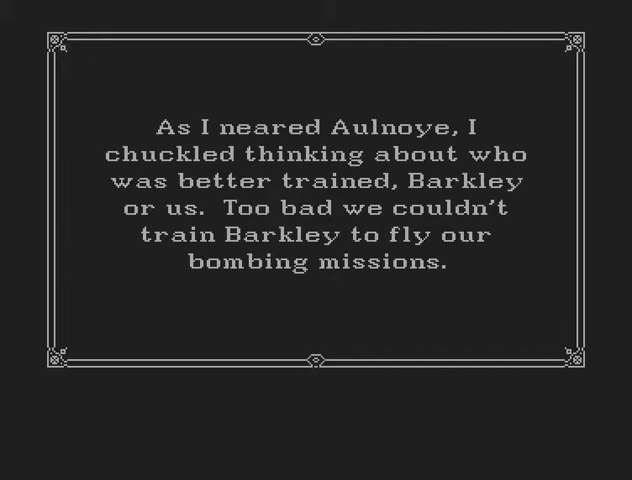 As I neared Aulnoye, I
chuckled thinking about who
was better trained, Barkley
or us.  Too bad we couldn't
train Barkley to fly our
bombing missions.